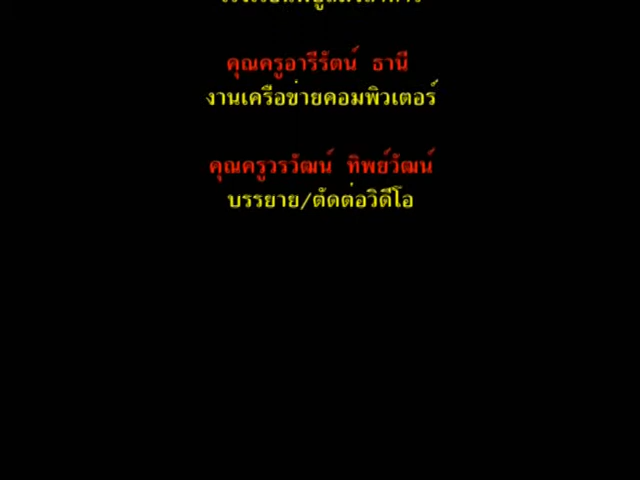 คุณครูอารีรัตน์ ธานี
งานเครือข่ายคอมพิวเตอร์
คุณครูวรวัฒน์ ทิพย์วัฒน์
บรรยาย/ตัดต่อวิดีโอ